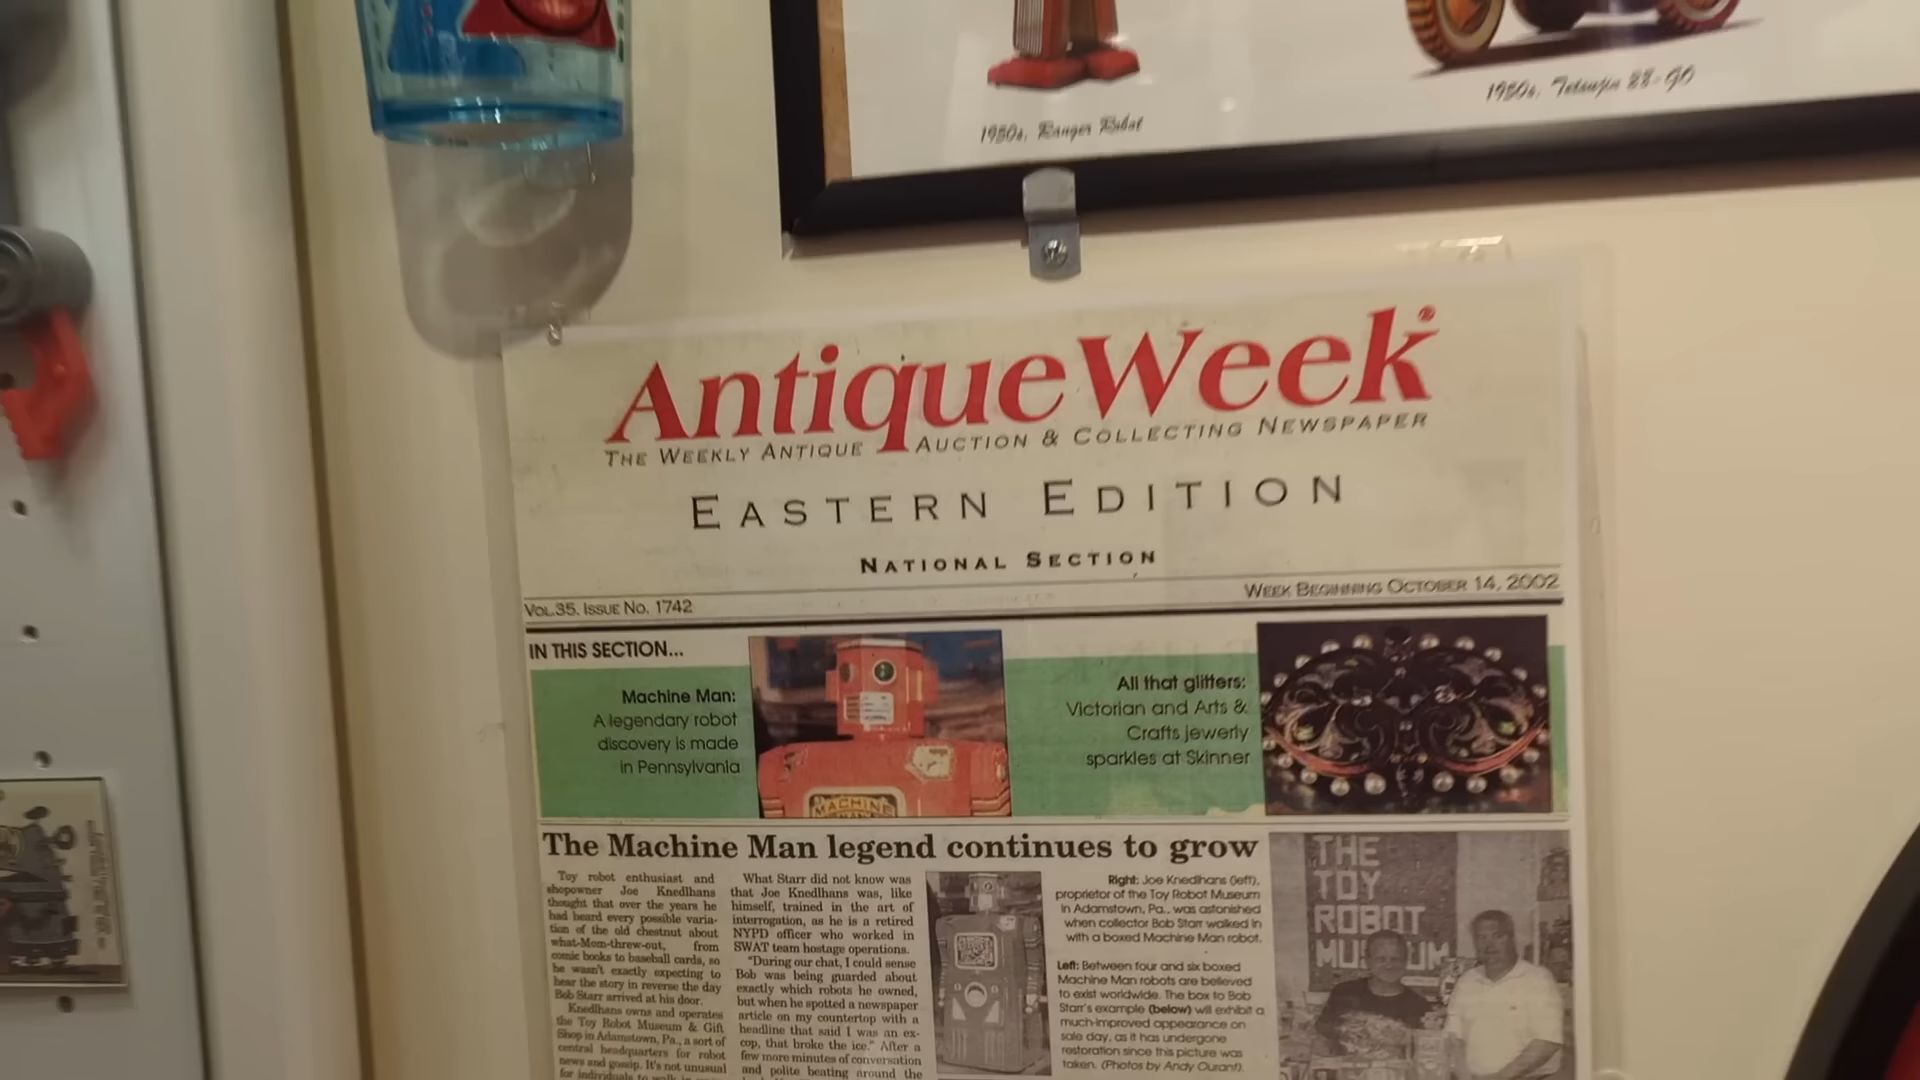 1950s, Ranger Robot
1950s, Tetsujin 28-GO
AntiqueWeek®
THE WEEKLY ANTIQUE AUCTION & COLLECTING NEWSPAPER
EASTERN EDITION
NATIONAL SECTION
VOL.35. ISSUE NO. 1742
WEEK BEGINNING OCTOBER 14, 2002
IN THIS SECTION...
Machine Man:
A legendary robot
discovery is made
in Pennsylvania
MACHINE
All that glitters:
Victorian and Arts &
Crafts jewerly
sparkles at Skinner
The Machine Man legend continues to grow
Toy robot enthusiast and
shopowner Joe Knedlhans
thought that over the years he
had heard every possible varia-
tion of the old chestnut about
what-Mom-threw-out, from
comic books to baseball cards, so
he wasn't exactly expecting to
hear the story in reverse the day
Bob Starr arrived at his door.
Knedlhans owns and operates
the Toy Robot Museum & Gift
Shop in Adamstown, Pa., a sort of
central headquarters for robot
news and gossip. It's not unusual
for individuals to walk in
What Starr did not know was
that Joe Knedlhans was, like
himself, trained in the art of
interrogation, as he is a retired
NYPD officer who worked in
SWAT team hostage operations.
"During our chat, I could sense
Bob was being guarded about
exactly which robots he owned,
but when he spotted a newspaper
article on my countertop with a
headline that said I was an ex-
cop, that broke the ice." After a
few more minutes of conversation
and polite beating around the
Right: Joe Knedlhans (left),
proprietor of the Toy Robot Museum
in Adamstown, Pa., was astonished
when collector Bob Starr walked in
with a boxed Machine Man robot.
Left: Between four and six boxed
Machine Man robots are believed
to exist worldwide. The box to Bob
Starr's example (below) will exhibit a
much-improved appearance on
sale day, as it has undergone
restoration since this picture was
taken. (Photos by Andy Ourant).
THE
TOY
ROBOT
MUSEUM